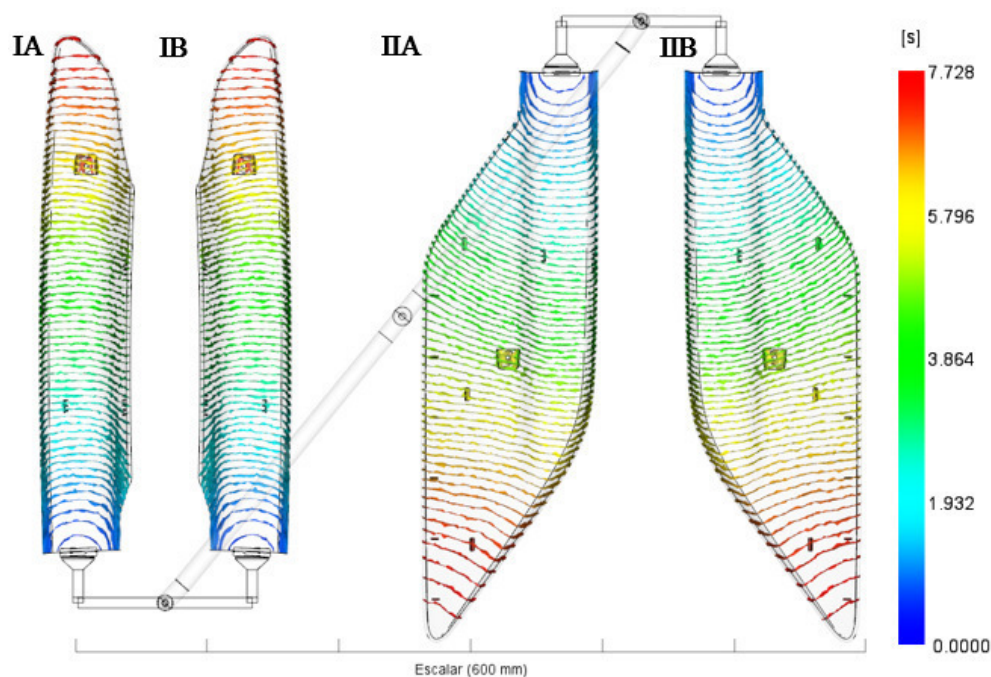 IA
IB
IIA
IIB
[s]
7.728
5.796
3.864
1.932
0.0000
Escalar (600 mm)